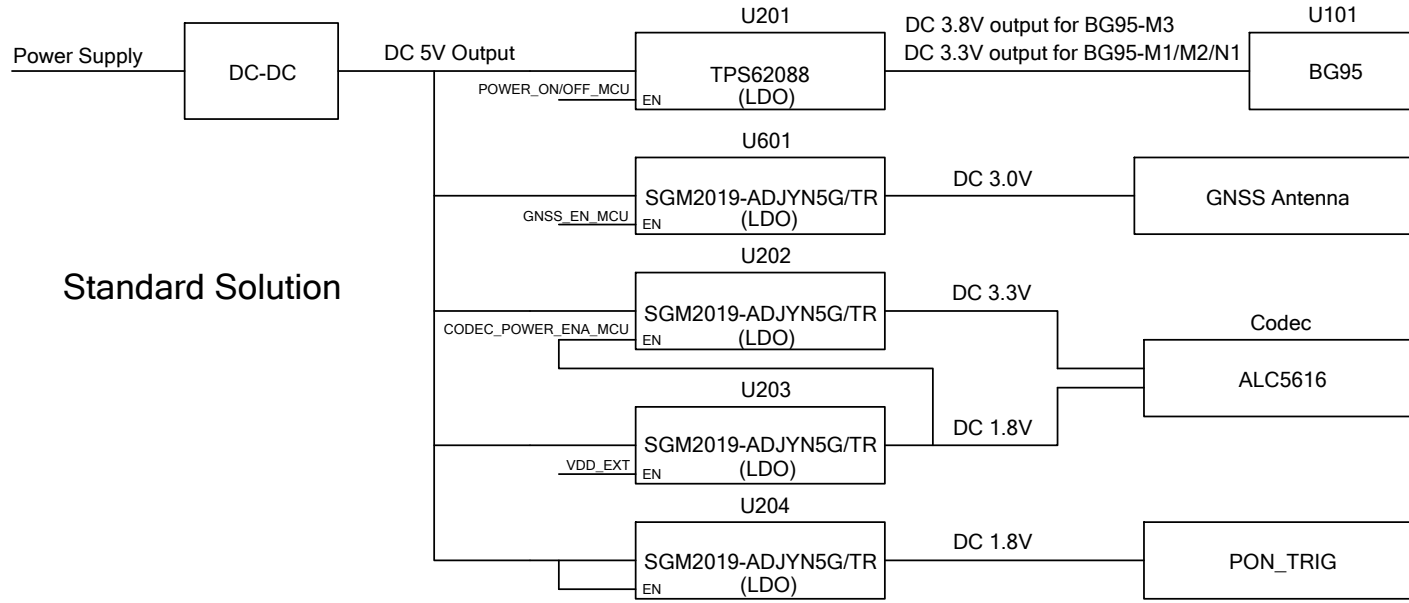 U201
DC 3.8V output for BG95-M3
U101
Power Supply
DC-DC
DC 5V Output
DC 3.3V output for BG95-M1/M2/N1
TPS62088
(LDO)
BG95
POWER_ON/OFF_MCU
EN
U601
SGM2019-ADJYN5G/TR
(LDO)
DC 3.0V
GNSS Antenna
GNSS_EN_MCU
EN
Standard Solution
U202
SGM2019-ADJYN5G/TR
(LDO)
DC 3.3V
CODEC_POWER_ENA_MCU
EN
Codec
ALC5616
U203
SGM2019-ADJYN5G/TR
(LDO)
DC 1.8V
VDD_EXT
EN
U204
SGM2019-ADJYN5G/TR
(LDO)
DC 1.8V
PON_TRIG
EN